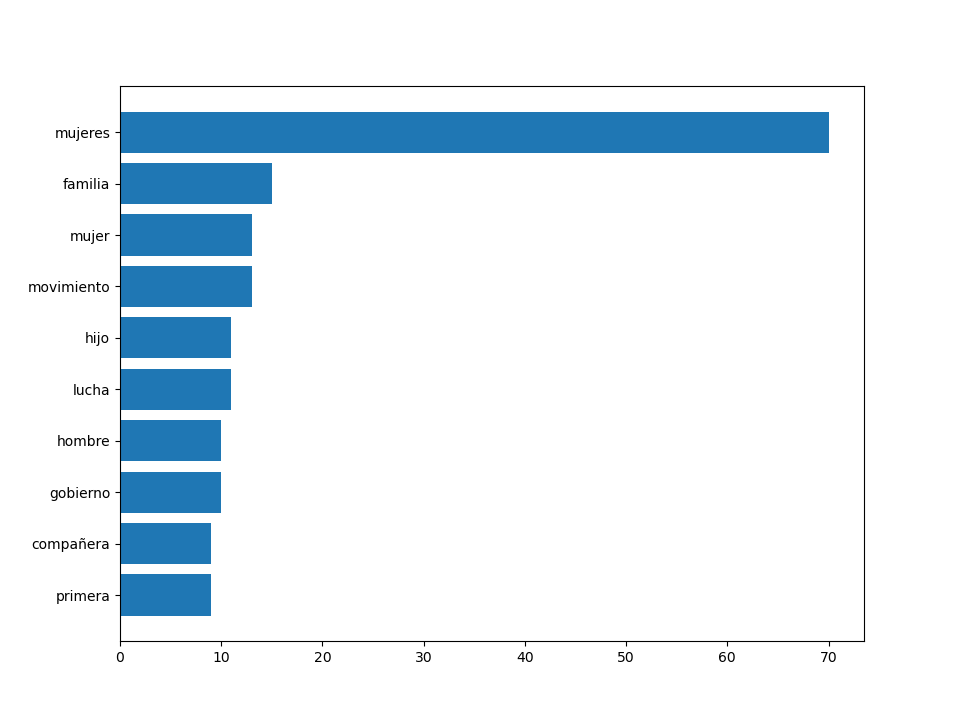 mujeres
familia
mujer
movimiento
hijo
lucha
hombre
gobierno
compañera
primera
0 10 20 30 40 50 60 70